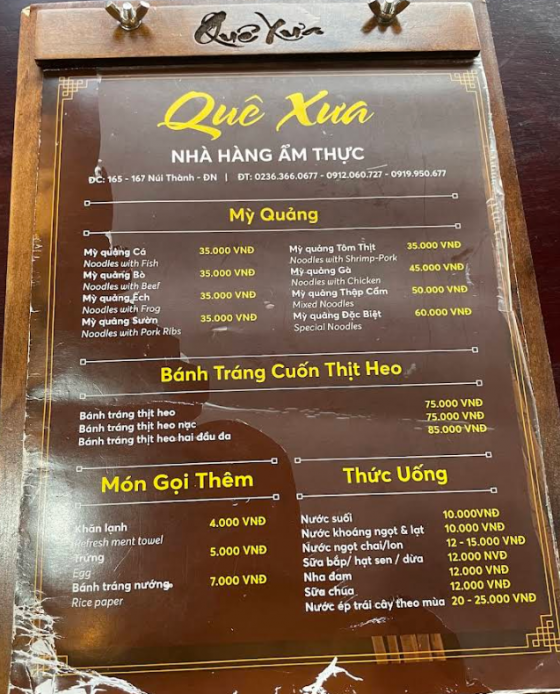 Quê Xưa
Quê Xưa
NHÀ HÀNG ẨM THỰC
ĐC: 165 - 167 Núi Thành - ĐN | ĐT: 0236.366.0677 - 0912.060.727 - 0919.950.677
Mỳ Quảng
Mỳ quảng Cá 35.000 VNĐ
Noodles with Fish
Mỳ quảng Bò 35.000 VNĐ
Noodles with Beef
Mỳ quảng Ếch 35.000 VNĐ
Noodles with Frog
Mỳ quảng Sườn 35.000 VNĐ
Noodles with Pork Ribs
Mỳ quảng Tôm Thịt 35.000 VNĐ
Noodles with Shrimp-Pork
Mỳ quảng Gà 45.000 VNĐ
Noodles with Chicken
Mỳ quảng Thộp Cẩm 50.000 VNĐ
Mixed Noodles
Mỳ quảng Đặc Biệt 60.000 VNĐ
Special Noodles
Bánh Tráng Cuốn Thịt Heo
Bánh tráng thịt heo 75.000 VNĐ
Bánh tráng thịt heo nạc 75.000 VNĐ
Bánh tráng thịt heo hai đầu da 85.000 VNĐ
Món Gọi Thêm
Khăn lạnh 4.000 VNĐ
Refresh ment towel
Trứng 5.000 VNĐ
Egg
Bánh tráng nướng 7.000 VNĐ
Rice paper
Thức Uống
Nước suối 10.000VNĐ
Nước khoáng ngọt & lạt 10.000 VNĐ
Nước ngọt chai/lon 12 - 15.000 VNĐ
Sữa bắp/ hạt sen / dừa 12.000 NVĐ
Nha đam 12.000 VNĐ
Sữa chua 12.000 VNĐ
Nước ép trái cây theo mùa 20 - 25.000 VNĐ